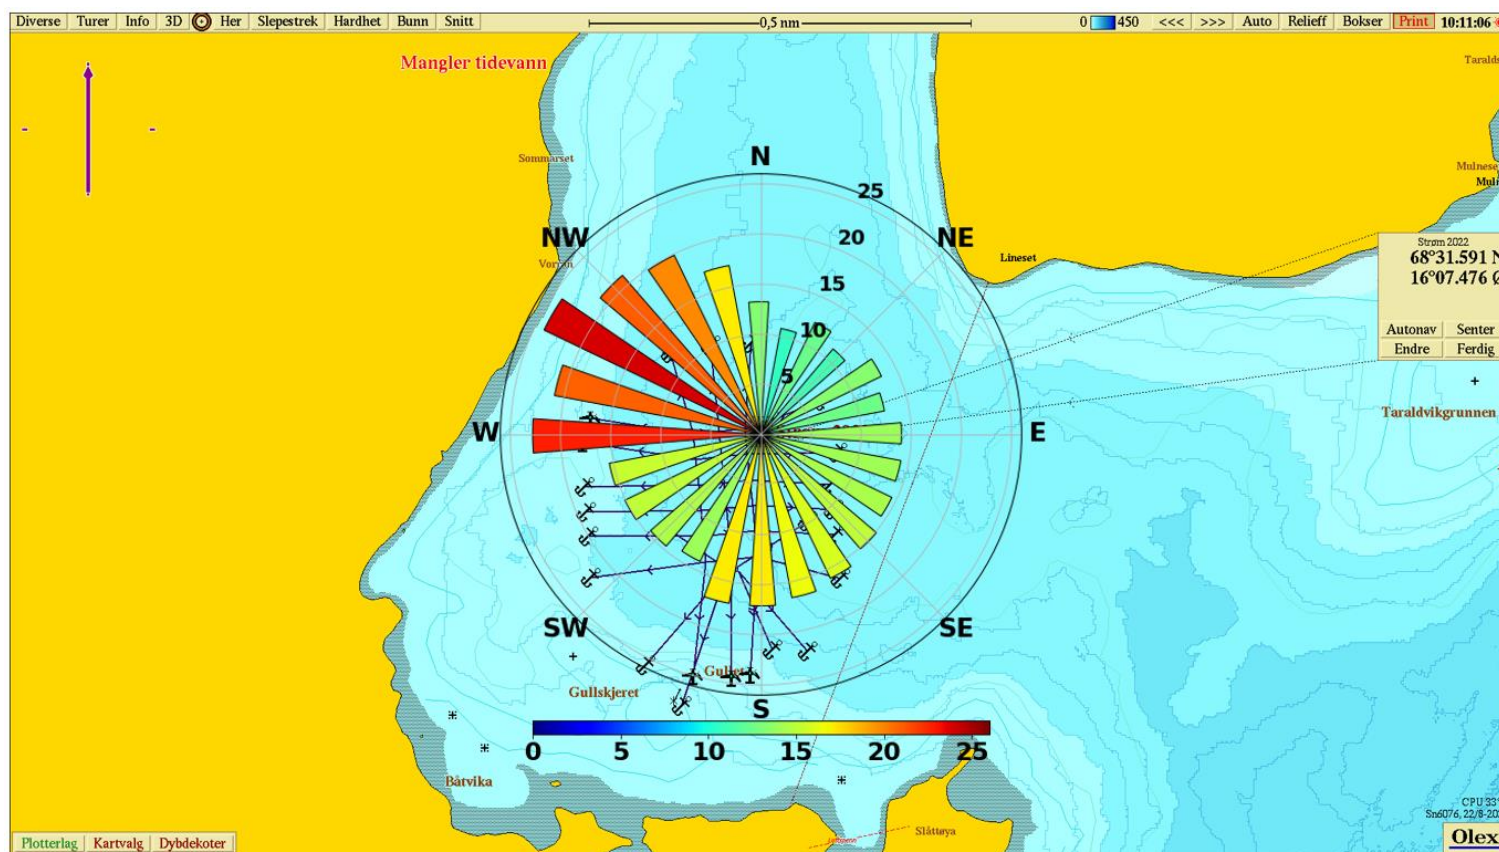 Diverse Turer Info 3D Her Slepestrek Hardhet Bunn Snitt 0,5 nm 0 450 <<< >>> Auto Relieff Bokser Print 10:11:06
Mangler tidevann
Sommarset
N
25
NW
20
NE
Lineset
Strøm 2022
68°31.591 N
16°07.476 Ø
15
10
5
Autonav Senter
Endre Ferdig
W
E
Taraldvikgrunnen
SW
SE
Gullskjeret
S
0 5 10 15 20 25
Båtvika
Slåttøya
Plotterlag Kartvalg Dybdekoter
Olex